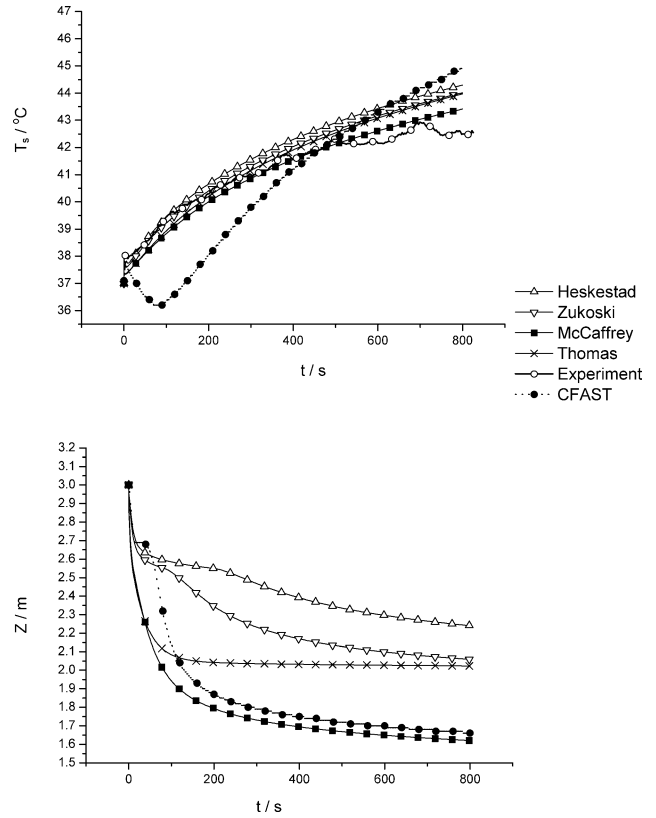 47
46
45
44
43
42
41
40
39
38
37
36
Ts / °C
0 200 400 600 800
t / s
Heskestad
Zukoski
McCaffrey
Thomas
Experiment
CFAST
3.2
3.1
3.0
2.9
2.8
2.7
2.6
2.5
2.4
2.3
2.2
2.1
2.0
1.9
1.8
1.7
1.6
1.5
Z / m
0 200 400 600 800
t / s